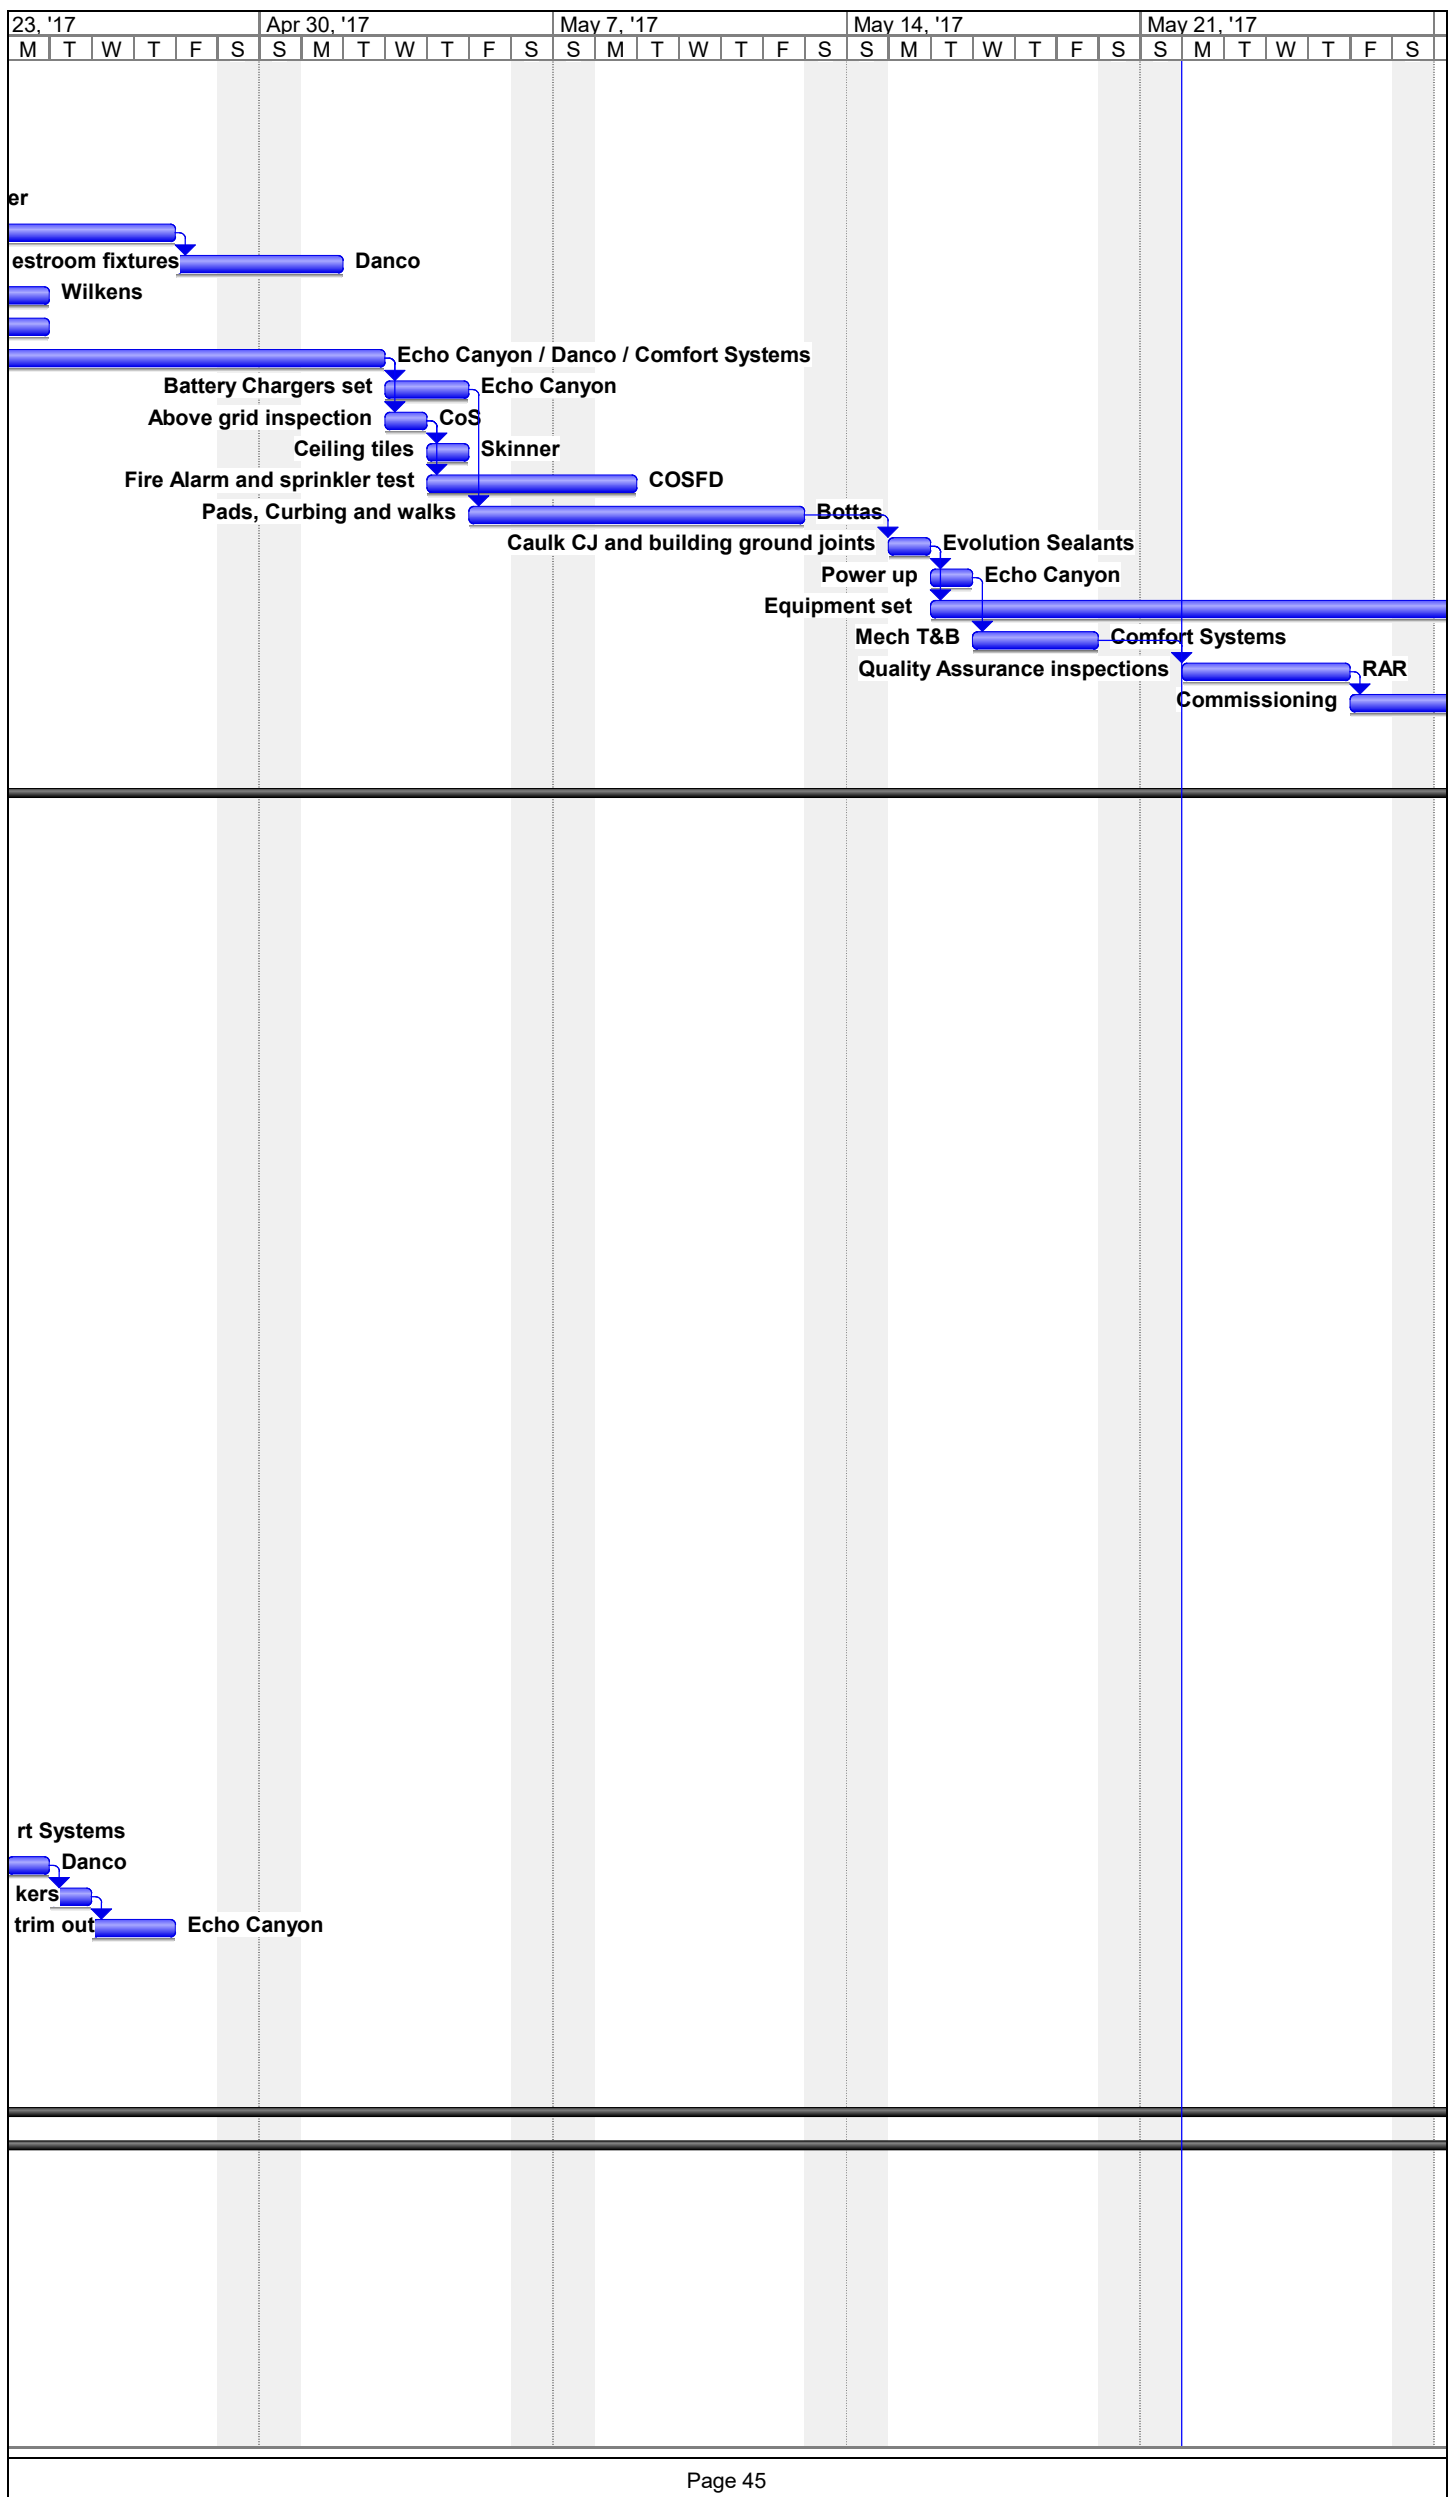 23, '17 Apr 30, '17 May 7, '17 May 14, '17 May 21, '17
M T W T F S S M T W T F S S M T W T F S S M T W T F S S M T W T F S
er
estroom fixtures Danco
Wilkens
Echo Canyon / Danco / Comfort Systems
Battery Chargers set Echo Canyon
Above grid inspection CoS
Ceiling tiles Skinner
Fire Alarm and sprinkler test COSFD
Pads, Curbing and walks Bottas
Caulk CJ and building ground joints Evolution Sealants
Power up Echo Canyon
Equipment set
Mech T&B Comfort Systems
Quality Assurance inspections RAR
Commissioning
rt Systems
Danco
kers
trim out Echo Canyon
Page 45